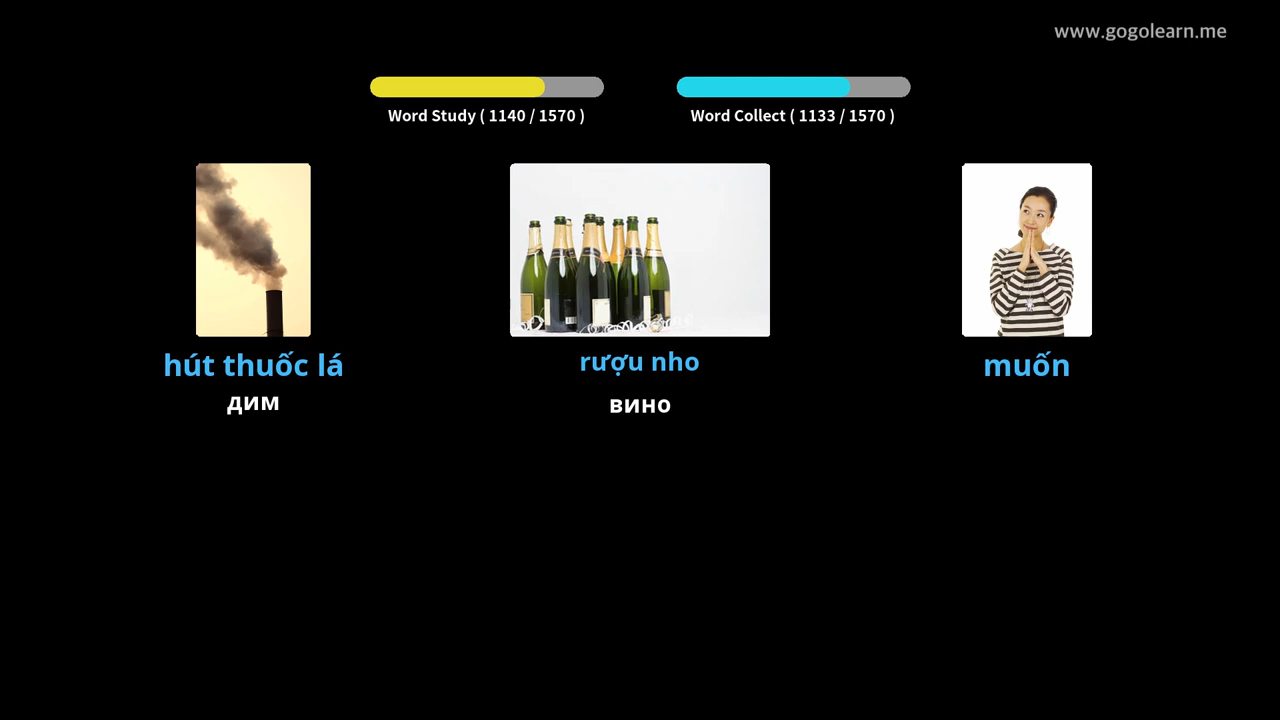 www.gogolearn.me
Word Study ( 1140 / 1570 )
Word Collect ( 1133 / 1570 )
hút thuốc lá
rượu nho
muốn
дим
вино